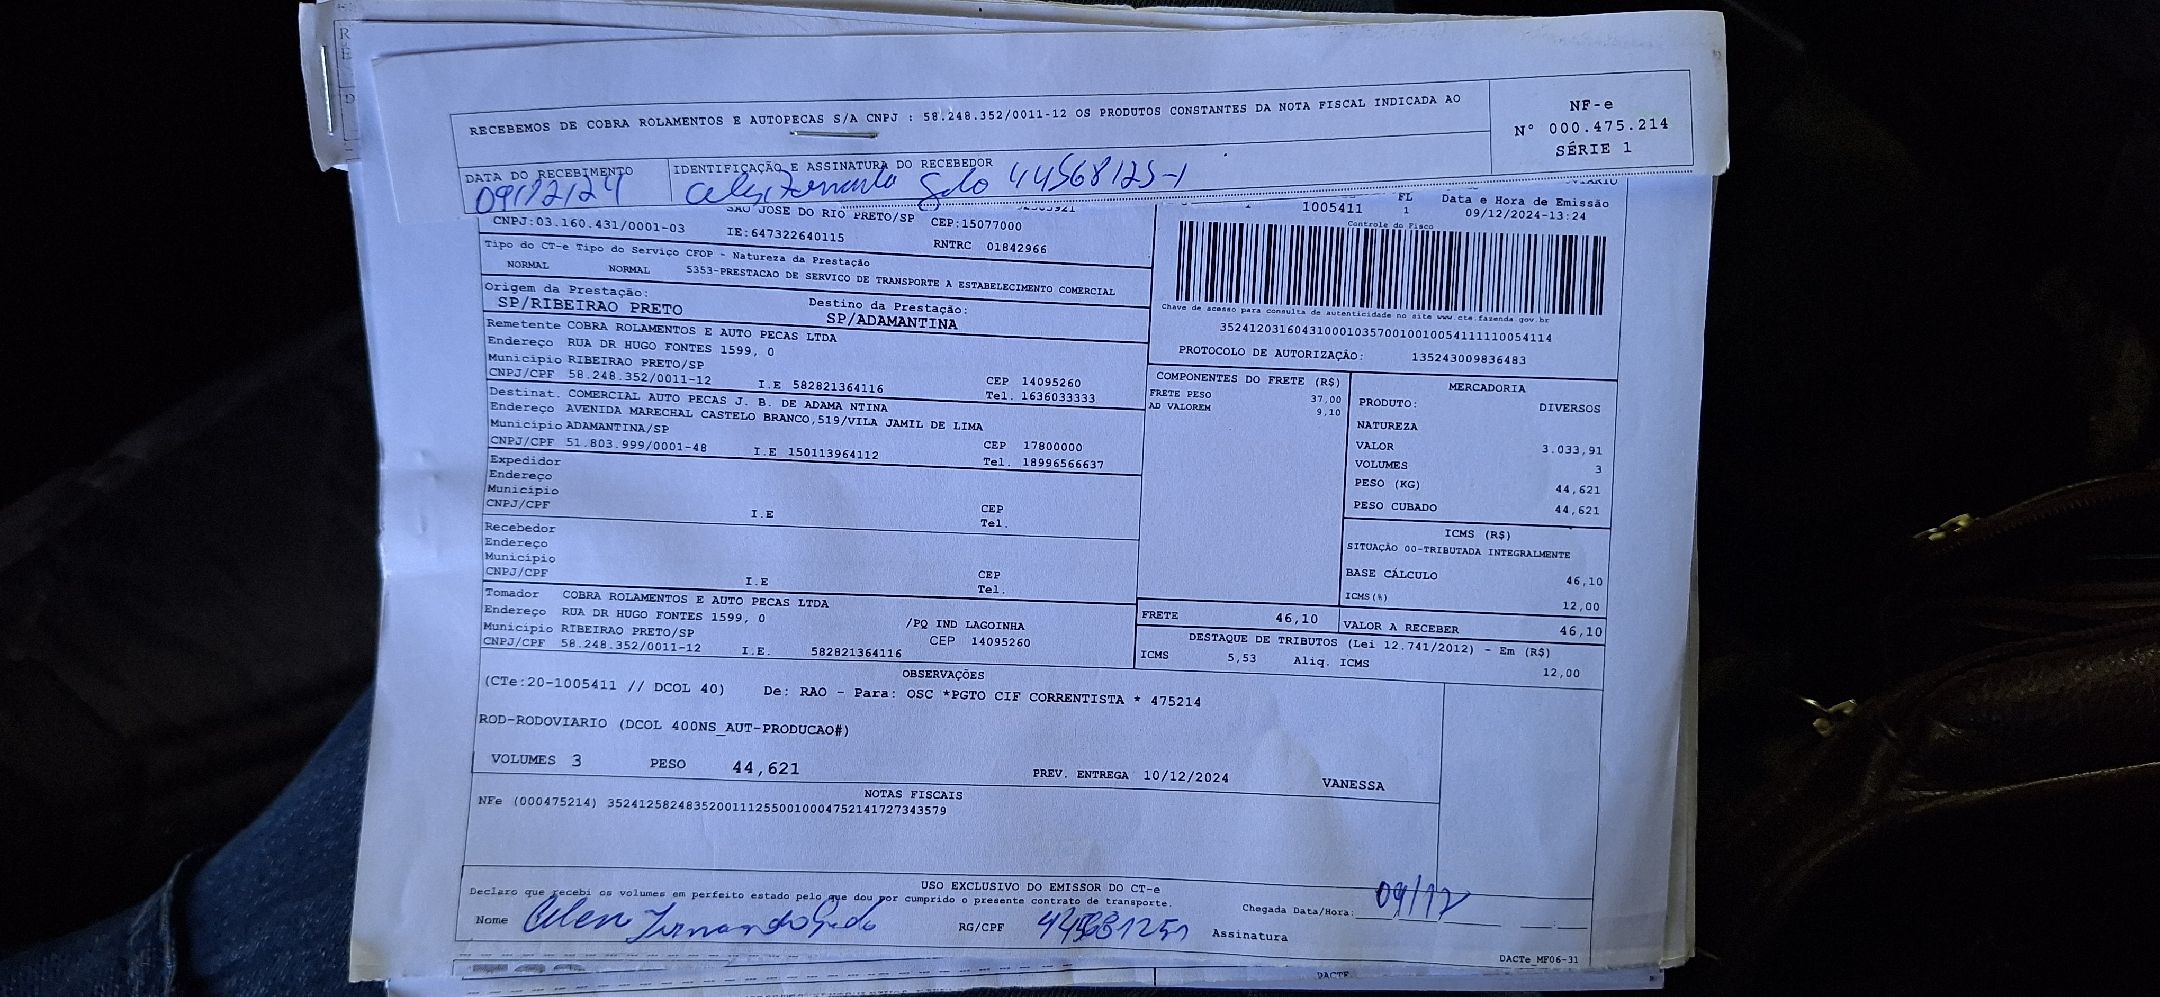 RECEBEMOS DE COBRA ROLAMENTOS E AUTOPECAS S/A CNPJ : 58.248.352/0011-12 OS PRODUTOS CONSTANTES DA NOTA FISCAL INDICADA AO
NF-e
Nº 000.475.214
SÉRIE 1
DATA DO RECEBIMENTO
09/12/24
IDENTIFICAÇÃO E ASSINATURA DO RECEBEDOR
44568125-1
SAO JOSE DO RIO PRETO/SP CEP:15077000
CNPJ:03.160.431/0001-03 IE:647322640115 RNTRC 01842966
1005411
FL
1
Data e Hora de Emissão
09/12/2024-13:24
Controle do Fisco
Tipo do CT-e Tipo do Serviço CFOP - Natureza da Prestação
NORMAL NORMAL 5353-PRESTACAO DE SERVICO DE TRANSPORTE A ESTABELECIMENTO COMERCIAL
Origem da Prestação: Destino da Prestação:
SP/RIBEIRAO PRETO SP/ADAMANTINA
Chave de acesso para consulta de autenticidade no site www.cte.fazenda.gov.br
35241203160431000103570010010054111110054114
PROTOCOLO DE AUTORIZAÇÃO: 135243009836483
Remetente COBRA ROLAMENTOS E AUTO PECAS LTDA
Endereço RUA DR HUGO FONTES 1599, 0
Município RIBEIRAO PRETO/SP CEP 14095260
CNPJ/CPF 58.248.352/0011-12 I.E 582821364116 Tel. 1636033333
Destinat. COMERCIAL AUTO PECAS J. B. DE ADAMA NTINA
Endereço AVENIDA MARECHAL CASTELO BRANCO,519/VILA JAMIL DE LIMA
Município ADAMANTINA/SP CEP 17800000
CNPJ/CPF 51.803.999/0001-48 I.E 150113964112 Tel. 18996566637
Expedidor
Endereço
Município CEP
CNPJ/CPF I.E Tel.
Recebedor
Endereço
Município CEP
CNPJ/CPF I.E Tel.
Tomador COBRA ROLAMENTOS E AUTO PECAS LTDA
Endereço RUA DR HUGO FONTES 1599, 0 /PQ IND LAGOINHA
Município RIBEIRAO PRETO/SP CEP 14095260
CNPJ/CPF 58.248.352/0011-12 I.E. 582821364116
COMPONENTES DO FRETE (R$)
FRETE PESO 37,00
AD VALOREM 9,10
MERCADORIA
PRODUTO: DIVERSOS
NATUREZA
VALOR 3.033,91
VOLUMES 3
PESO (KG) 44,621
PESO CUBADO 44,621
ICMS (R$)
SITUAÇÃO 00-TRIBUTADA INTEGRALMENTE
BASE CÁLCULO 46,10
ICMS(%) 12,00
FRETE 46,10 VALOR A RECEBER 46,10
DESTAQUE DE TRIBUTOS (Lei 12.741/2012) - Em (R$)
ICMS 5,53 Aliq. ICMS 12,00
OBSERVAÇÕES
(CTe:20-1005411 // DCOL 40) De: RAO - Para: OSC *PGTO CIF CORRENTISTA * 475214
ROD-RODOVIARIO (DCOL 400NS_AUT-PRODUCAO#)
VOLUMES 3 PESO 44,621 PREV. ENTREGA 10/12/2024 VANESSA
NOTAS FISCAIS
NFe (000475214) 35241258248352001112550010004752141727343579
USO EXCLUSIVO DO EMISSOR DO CT-e
Declaro que recebi os volumes em perfeito estado pelo que dou por cumprido o presente contrato de transporte.
Chegada Data/Hora: 09/12
Nome RG/CPF 445681251 Assinatura
DACTe_MF06-31
DACTE